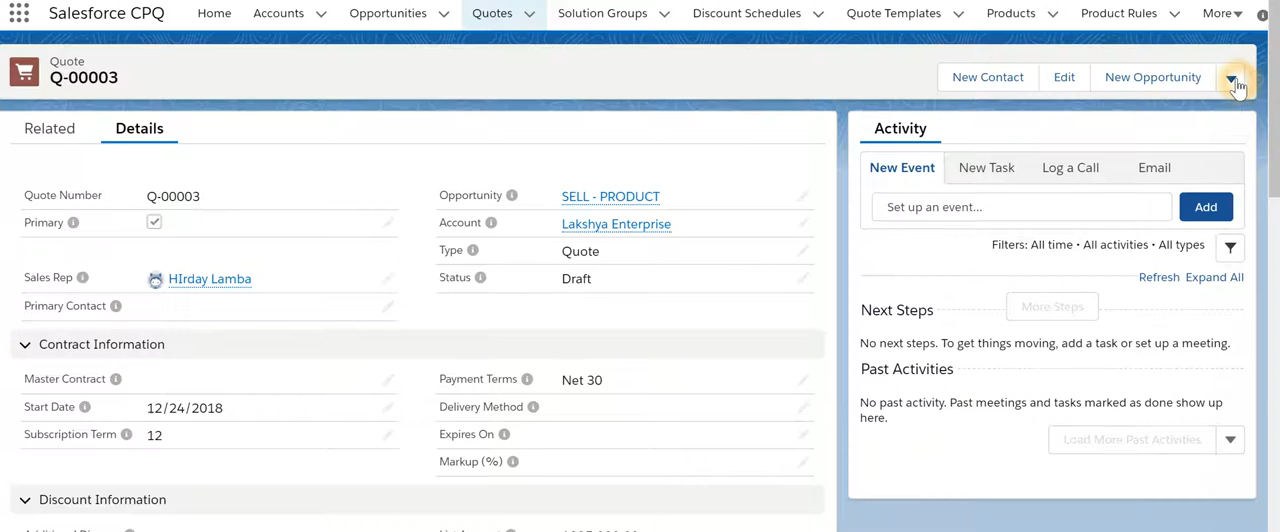 Salesforce CPQ Home Accounts Opportunities Quotes Solution Groups Discount Schedules Quote Templates Products Product Rules More
Quote
Q-00003
New Contact Edit New Opportunity
Related Details
Quote Number Q-00003
Primary
Sales Rep HIrday Lamba
Primary Contact
Opportunity SELL - PRODUCT
Account Lakshya Enterprise
Type Quote
Status Draft
Contract Information
Master Contract
Start Date 12/24/2018
Subscription Term 12
Payment Terms Net 30
Delivery Method
Expires On
Markup (%)
Discount Information
Activity
New Event New Task Log a Call Email
Set up an event... Add
Filters: All time • All activities • All types
Refresh Expand All
Next Steps More Steps
No next steps. To get things moving, add a task or set up a meeting.
Past Activities
No past activity. Past meetings and tasks marked as done show up
here.
Load More Past Activities